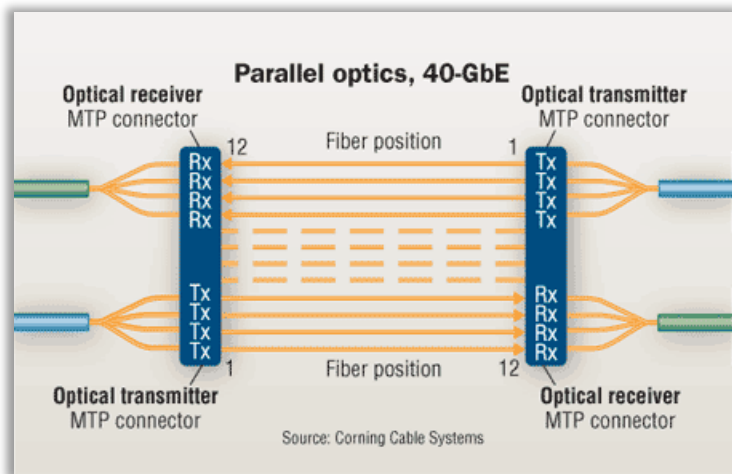 Parallel optics, 40-GbE
Optical receiver
MTP connector
Optical transmitter
MTP connector
12
Fiber position
1
Rx
Rx
Rx
Rx
Tx
Tx
Tx
Tx
Tx
Tx
Tx
Tx
Rx
Rx
Rx
Rx
1
Fiber position
12
Optical transmitter
MTP connector
Optical receiver
MTP connector
Source: Corning Cable Systems